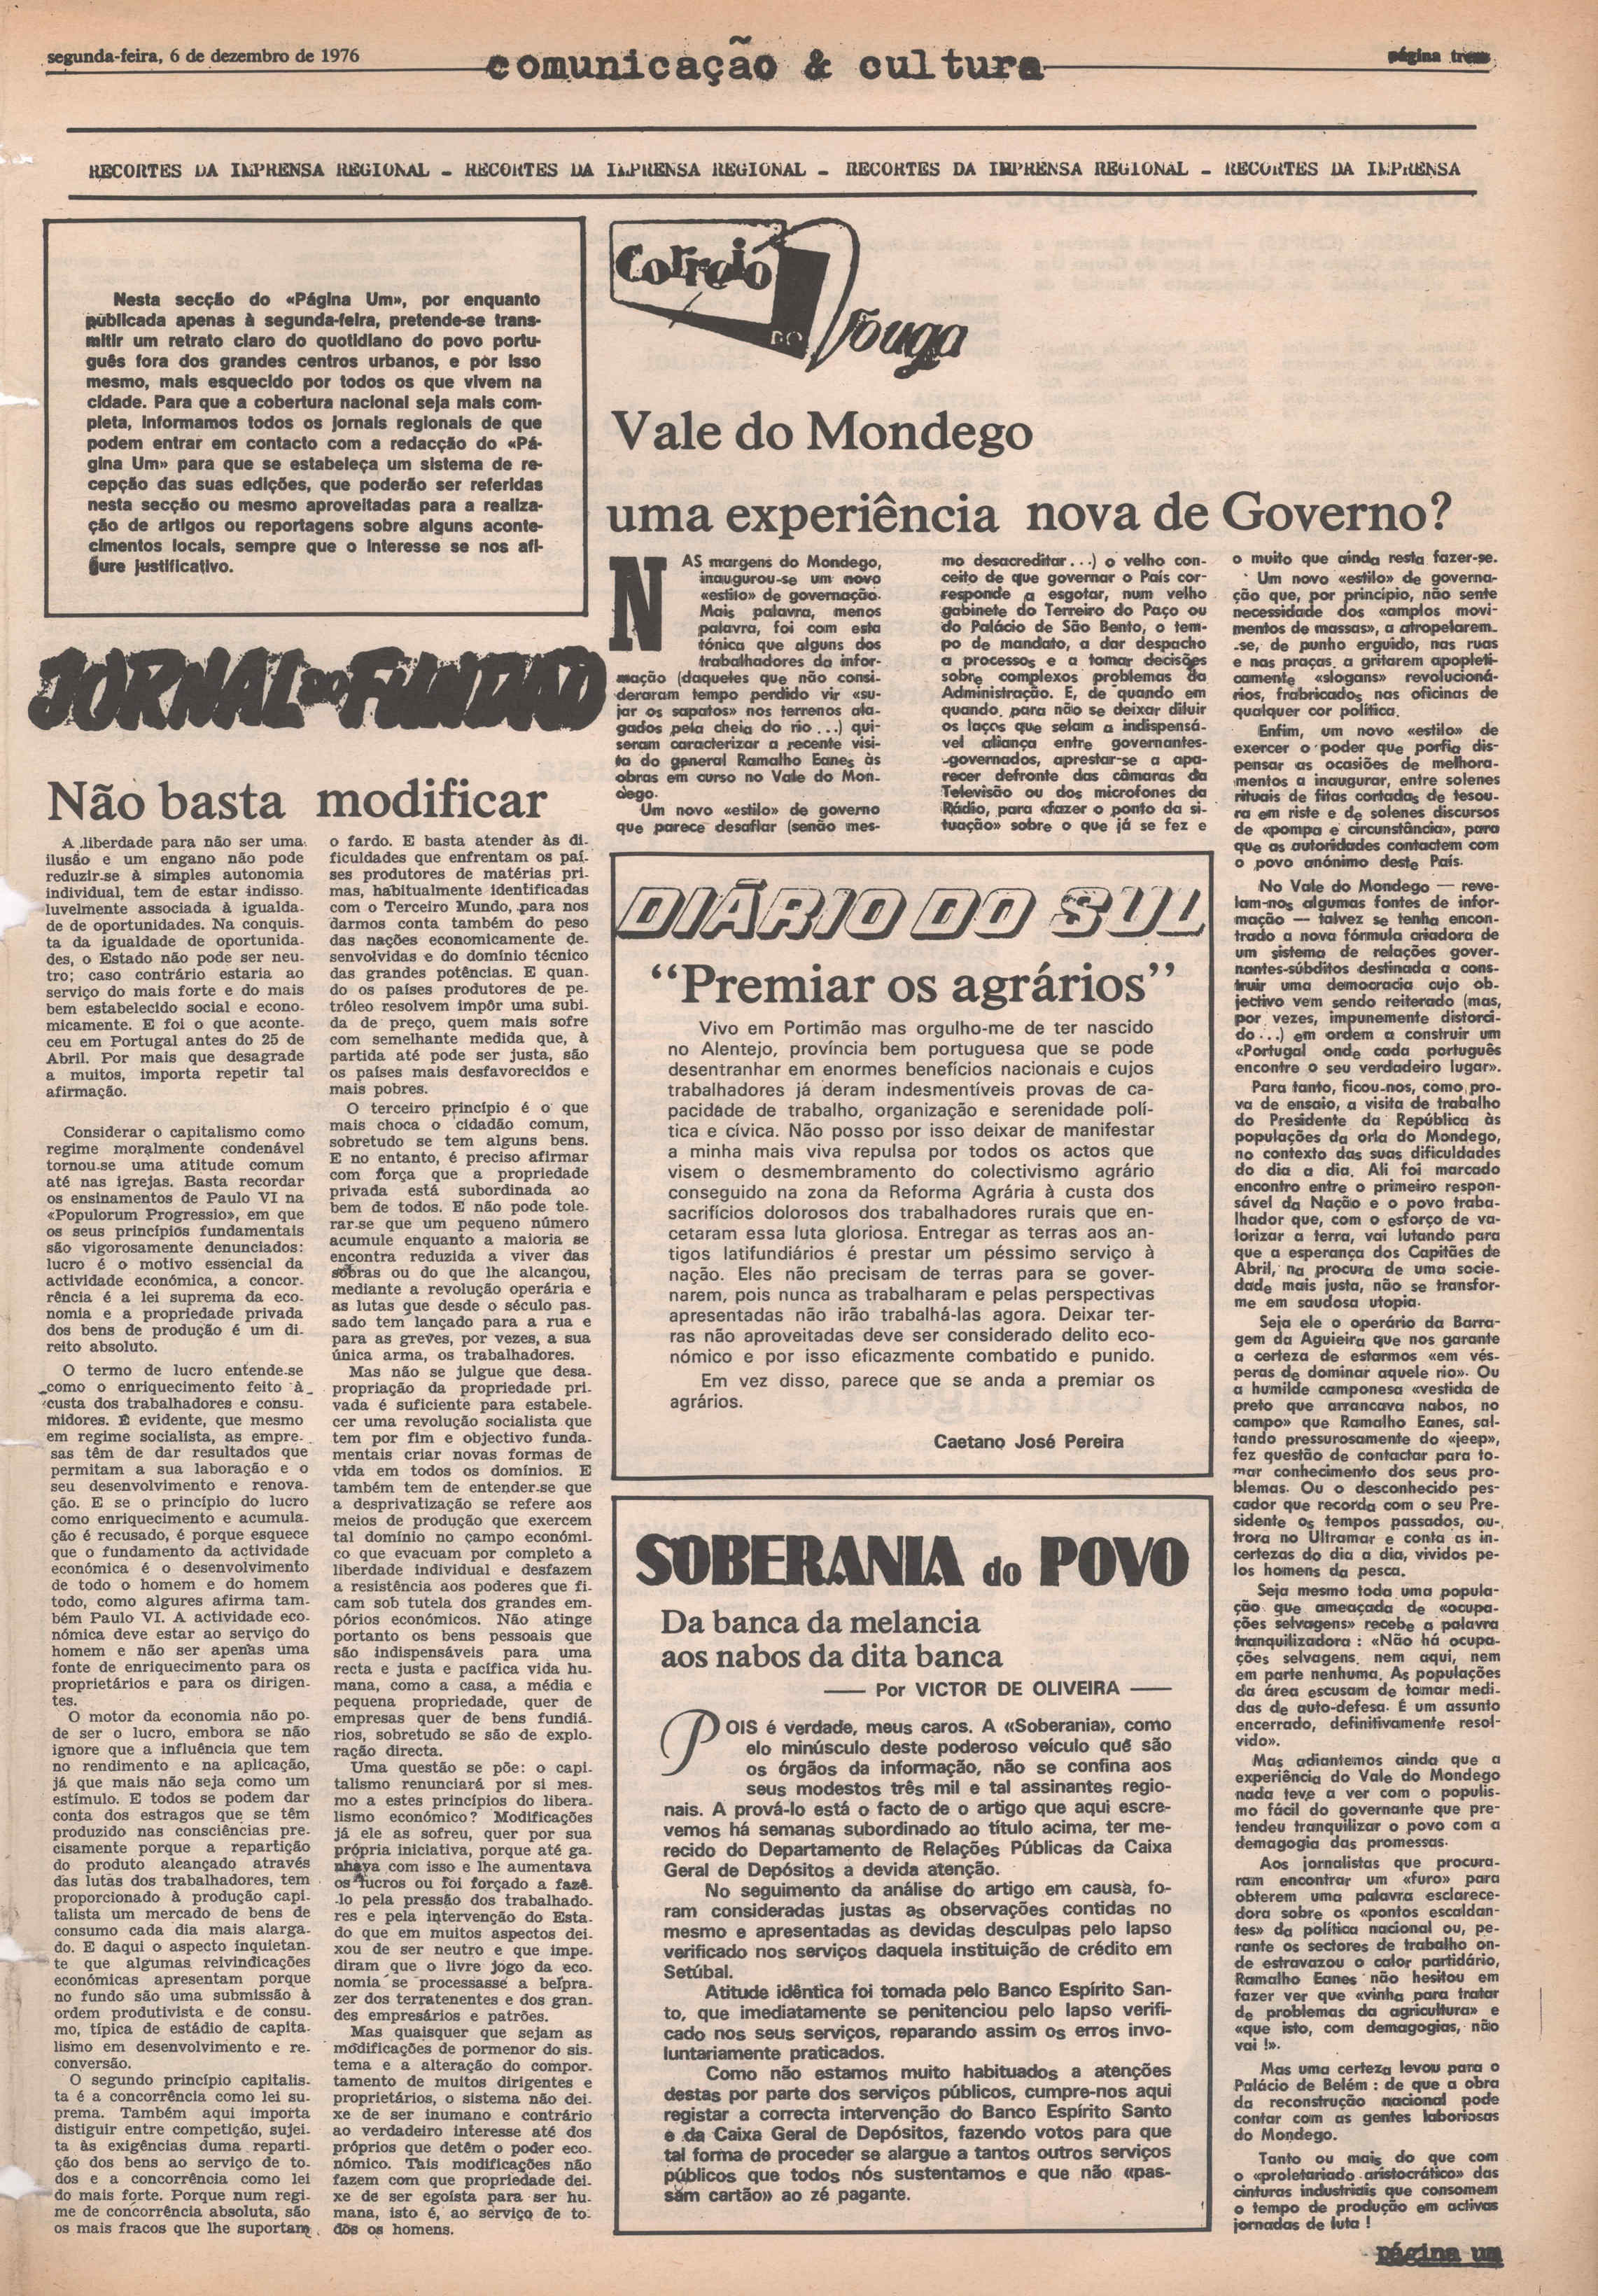 segunda-feira, 6 de dezembro de 1976
comunicação & cultura
página
RECORTES DA IMPRENSA REGIONAL - RECORTES DA IMPRENSA REGIONAL - RECORTES DA IMPRENSA REGIONAL - RECORTES DA IMPRENSA
Nesta secção do «Página Um», por enquanto
publicada apenas à segunda-feira, pretende-se trans-
mitir um retrato claro do quotidiano do povo portu-
guês fora dos grandes centros urbanos, e por isso
mesmo, mais esquecido por todos os que vivem na
cidade. Para que a cobertura nacional seja mais com-
pleta, informamos todos os jornais regionais de que
podem entrar em contacto com a redacção do «Pá-
gina Um» para que se estabeleça um sistema de re-
cepção das suas edições, que poderão ser referidas
nesta secção ou mesmo aproveitadas para a realiza-
ção de artigos ou reportagens sobre alguns aconte-
cimentos locais, sempre que o interesse se nos afi-
gure justificativo.
JORNAL DO FUNDÃO
Não basta modificar
A liberdade para não ser uma
ilusão e um engano não pode
reduzir-se à simples autonomia
individual, tem de estar indisso-
luvelmente associada à igualda-
de de oportunidades. Na conquis-
ta da igualdade de oportunida-
des, o Estado não pode ser neu-
tro; caso contrário estaria ao
serviço do mais forte e do mais
bem estabelecido social e econo-
micamente. E foi o que aconte-
ceu em Portugal antes do 25 de
Abril. Por mais que desagrade
a muitos, importa repetir tal
afirmação.
Considerar o capitalismo como
regime moralmente condenável
tornou-se uma atitude comum
até nas igrejas. Basta recordar
os ensinamentos de Paulo VI na
«Populorum Progressio», em que
os seus princípios fundamentais
são vigorosamente denunciados:
lucro é o motivo essencial da
actividade económica, a concor-
rência é a lei suprema da eco-
nomia e a propriedade privada
dos bens de produção é um di-
reito absoluto.
O termo de lucro entende-se
como o enriquecimento feito à
custa dos trabalhadores e consu-
midores. É evidente, que mesmo
em regime socialista, as empre-
sas têm de dar resultados que
permitam a sua laboração e o
seu desenvolvimento e renova-
ção. E se o princípio do lucro
como enriquecimento e acumula-
ção é recusado, é porque esquece
que o fundamento da actividade
económica é o desenvolvimento
de todo o homem e do homem
todo, como algures afirma tam-
bém Paulo VI. A actividade eco-
nómica deve estar ao serviço do
homem e não ser apenas uma
fonte de enriquecimento para os
proprietários e para os dirigen-
tes.
O motor da economia não po-
de ser o lucro, embora se não
ignore que a influência que tem
no rendimento e na aplicação,
já que mais não seja como um
estímulo. E todos se podem dar
conta dos estragos que se têm
produzido nas consciências pre-
cisamente porque a repartição
do produto aleançado através
das lutas dos trabalhadores, tem
proporcionado à produção capi-
talista um mercado de bens de
consumo cada dia mais alarga-
do. E daqui o aspecto inquietan-
te que algumas reivindicações
económicas apresentam porque
no fundo são uma submissão à
ordem produtivista e de consu-
mo, típica de estádio de capita-
lismo em desenvolvimento e re-
conversão.
O segundo princípio capitalis-
ta é a concorrência como lei su-
prema. Também aqui importa
distiguir entre competição, sujei-
ta às exigências duma reparti-
ção dos bens ao serviço de to-
dos e a concorrência como lei
do mais forte. Porque num regi-
me de concorrência absoluta, são
os mais fracos que lhe suportam
o fardo. E basta atender às di-
ficuldades que enfrentam os paí-
ses produtores de matérias pri-
mas, habitualmente identificadas
com o Terceiro Mundo, para nos
darmos conta também do peso
das nações economicamente de-
senvolvidas e do domínio técnico
das grandes potências. E quan-
do os países produtores de pe-
tróleo resolvem impôr uma subi-
da de preço, quem mais sofre
com semelhante medida que, à
partida até pode ser justa, são
os países mais desfavorecidos e
mais pobres.
O terceiro princípio é o que
mais choca o cidadão comum,
sobretudo se tem alguns bens.
E no entanto, é preciso afirmar
com força que a propriedade
privada está subordinada ao
bem de todos. E não pode tole-
rar-se que um pequeno número
acumule enquanto a maioria se
encontra reduzida a viver das
sobras ou do que lhe alcançou,
mediante a revolução operária e
as lutas que desde o século pas-
sado tem lançado para a rua e
para as greves, por vezes, a sua
única arma, os trabalhadores.
Mas não se julgue que desa-
propriação da propriedade pri-
vada é suficiente para estabele-
cer uma revolução socialista que
tem por fim e objectivo funda-
mentais criar novas formas de
vida em todos os domínios. E
também tem de entender-se que
a desprivatização se refere aos
meios de produção que exercem
tal domínio no campo económi-
co que evacuam por completo a
liberdade individual e desfazem
a resistência aos poderes que fi-
cam sob tutela dos grandes em-
pórios económicos. Não atinge
portanto os bens pessoais que
são indispensáveis para uma
recta e justa e pacífica vida hu-
mana, como a casa, a média e
pequena propriedade, quer de
empresas quer de bens fundiá-
rios, sobretudo se são de explo-
ração directa.
Uma questão se põe: o capi-
talismo renunciará por si mes-
mo a estes princípios do libera-
lismo económico? Modificações
já ele as sofreu, quer por sua
própria iniciativa, porque até ga-
nhava com isso e lhe aumentava
os lucros ou foi forçado a fazê-
-lo pela pressão dos trabalhado-
res e pela intervenção do Esta-
do que em muitos aspectos dei-
xou de ser neutro e que impe-
diram que o livre jogo da eco-
nomia se processasse a belpra-
zer dos terratenentes e dos gran-
des empresários e patrões.
Mas quaisquer que sejam as
modificações de pormenor do sis-
tema e a alteração do compor-
tamento de muitos dirigentes e
proprietários, o sistema não dei-
xe de ser inumano e contrário
ao verdadeiro interesse até dos
próprios que detêm o poder eco-
nómico. Tais modificações não
fazem com que propriedade dei-
xe de ser egoísta para ser hu-
mana, isto é, ao serviço de to-
dos os homens.
Correio do Vouga
Vale do Mondego
uma experiência nova de Governo?
NAS margens do Mondego,
inaugurou-se um novo
«estilo» de governação.
Mais palavra, menos
palavra, foi com esta
tónica que alguns dos
trabalhadores da infor-
mação (daqueles que não consi-
deraram tempo perdido vir «su-
jar os sapatos» nos terrenos ala-
gados pela cheia do rio...) qui-
seram caracterizar a recente visi-
ta do general Ramalho Eanes às
obras em curso no Vale do Mon-
dego.
Um novo «estilo» de governo
que parece desafiar (senão mes-
mo desacreditar...) o velho con-
ceito de que governar o País cor-
responde a esgotar, num velho
gabinete do Terreiro do Paço ou
do Palácio de São Bento, o tem-
po de mandato, a dar despacho
a processos e a tomar decisões
sobre complexos problemas da
Administração. E, de quando em
quando, para não se deixar diluir
os laços que selam a indispensá-
vel aliança entre governantes-
-governados, aprestar-se a apa-
recer defronte das câmaras da
Televisão ou dos microfones da
Rádio, para «fazer o ponto da si-
tuação» sobre o que já se fez e
o muito que ainda resta fazer-se.
Um novo «estilo» de governa-
ção que, por princípio, não sente
necessidade dos «amplos movi-
mentos de massas», a atropelarem-
-se, de punho erguido, nas ruas
e nas praças, a gritarem apopleti-
camente «slogans» revolucioná-
rios, frabricados nas oficinas de
qualquer cor política.
Enfim, um novo «estilo» de
exercer o poder que porfia dis-
pensar as ocasiões de melhora-
mentos a inaugurar, entre solenes
rituais de fitas cortadas de tesou-
ra em riste e de solenes discursos
de «pompa e circunstância», para
que as autoridades contactem com
o povo anónimo deste País.
No Vale do Mondego — reve-
lam-nos algumas fontes de infor-
mação — talvez se tenha encon-
trado a nova fórmula criadora de
um sistema de relações gover-
nantes-súbditos destinada a cons-
truir uma democracia cujo ob-
jectivo vem sendo reiterado (mas,
por vezes, impunemente distorci-
do...) em ordem a construir um
«Portugal onde cada português
encontre o seu verdadeiro lugar».
Para tanto, ficou-nos, como pro-
va de ensaio, a visita de trabalho
do Presidente da República às
populações da orla do Mondego,
no contexto das suas dificuldades
do dia a dia. Ali foi marcado
encontro entre o primeiro respon-
sável da Nação e o povo traba-
lhador que, com o esforço de va-
lorizar a terra, vai lutando para
que a esperança dos Capitães de
Abril, na procura de uma socie-
dade mais justa, não se transfor-
me em saudosa utopia.
Seja ele o operário da Barra-
gem da Aguieira que nos garante
a certeza de estarmos «em vés-
peras de dominar aquele rio». Ou
a humilde camponesa «vestida de
preto que arrancava nabos, no
campo» que Ramalho Eanes, sal-
tando pressurosamente do «jeep»,
fez questão de contactar para to-
mar conhecimento dos seus pro-
blemas. Ou o desconhecido pes-
cador que recorda com o seu Pre-
sidente os tempos passados, ou-
trora no Ultramar e conta as in-
certezas do dia a dia, vividos pe-
los homens da pesca.
Seja mesmo toda uma popula-
ção que ameaçada de «ocupa-
ções selvagens» recebe a palavra
tranquilizadora: «Não há ocupa-
ções selvagens, nem aqui, nem
em parte nenhuma. As populações
da área escusam de tomar medi-
das de auto-defesa. É um assunto
encerrado, definitivamente resol-
vido».
Mas adiantemos ainda que a
experiência do Vale do Mondego
nada teve a ver com o populis-
mo fácil do governante que pre-
tendeu tranquilizar o povo com a
demagogia das promessas.
Aos jornalistas que procura-
ram encontrar um «furo» para
obterem uma palavra esclarece-
dora sobre os «pontos escaldan-
tes» da política nacional ou, pe-
rante os sectores de trabalho on-
de estravazou o calor partidário,
Ramalho Eanes não hesitou em
fazer ver que «vinha para tratar
de problemas da agricultura» e
«que isto, com demagogias, não
vai!».
Mas uma certeza levou para o
Palácio de Belém: de que a obra
da reconstrução nacional pode
contar com as gentes laboriosas
do Mondego.
Tanto ou mais do que com
o «proletariado aristocrático» das
cinturas industriais que consomem
o tempo de produção em activas
jornadas de luta!
DIÁRIO DO SUL
“Premiar os agrários”
Vivo em Portimão mas orgulho-me de ter nascido
no Alentejo, província bem portuguesa que se pode
desentranhar em enormes benefícios nacionais e cujos
trabalhadores já deram indesmentíveis provas de ca-
pacidade de trabalho, organização e serenidade polí-
tica e cívica. Não posso por isso deixar de manifestar
a minha mais viva repulsa por todos os actos que
visem o desmembramento do colectivismo agrário
conseguido na zona da Reforma Agrária à custa dos
sacrifícios dolorosos dos trabalhadores rurais que en-
cetaram essa luta gloriosa. Entregar as terras aos an-
tigos latifundiários é prestar um péssimo serviço à
nação. Eles não precisam de terras para se gover-
narem, pois nunca as trabalharam e pelas perspectivas
apresentadas não irão trabalhá-las agora. Deixar ter-
ras não aproveitadas deve ser considerado delito eco-
nómico e por isso eficazmente combatido e punido.
Em vez disso, parece que se anda a premiar os
agrários.
Caetano José Pereira
SOBERANIA do POVO
Da banca da melancia
aos nabos da dita banca
— Por VICTOR DE OLIVEIRA —
POIS é verdade, meus caros. A «Soberania», como
elo minúsculo deste poderoso veículo que são
os órgãos da informação, não se confina aos
seus modestos três mil e tal assinantes regio-
nais. A prová-lo está o facto de o artigo que aqui escre-
vemos há semanas subordinado ao título acima, ter me-
recido do Departamento de Relações Públicas da Caixa
Geral de Depósitos a devida atenção.
No seguimento da análise do artigo em causa, fo-
ram consideradas justas as observações contidas no
mesmo e apresentadas as devidas desculpas pelo lapso
verificado nos serviços daquela instituição de crédito em
Setúbal.
Atitude idêntica foi tomada pelo Banco Espírito San-
to, que imediatamente se penitenciou pelo lapso verifi-
cado nos seus serviços, reparando assim os erros invo-
luntariamente praticados.
Como não estamos muito habituados a atenções
destas por parte dos serviços públicos, cumpre-nos aqui
registar a correcta intervenção do Banco Espírito Santo
e da Caixa Geral de Depósitos, fazendo votos para que
tal forma de proceder se alargue a tantos outros serviços
públicos que todos nós sustentamos e que não «pas-
sam cartão» ao zé pagante.
página um